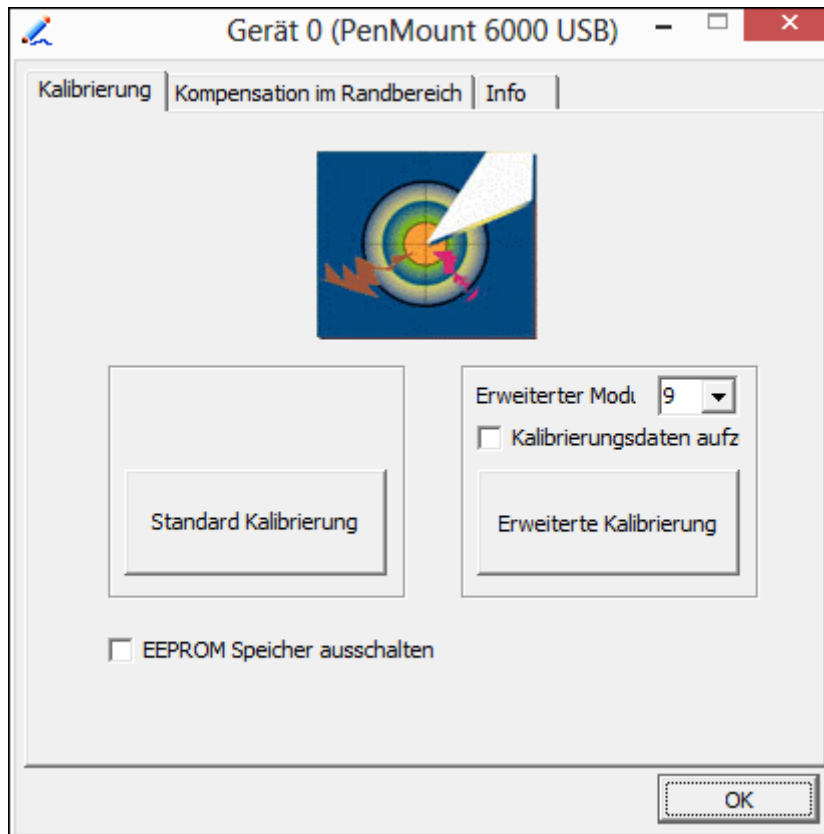 Gerät 0 (PenMount 6000 USB)
Kalibrierung Kompensation im Randbereich Info
Erweiterter Modu 9
Kalibrierungsdaten aufz
Standard Kalibrierung Erweiterte Kalibrierung
EEPROM Speicher ausschalten
OK